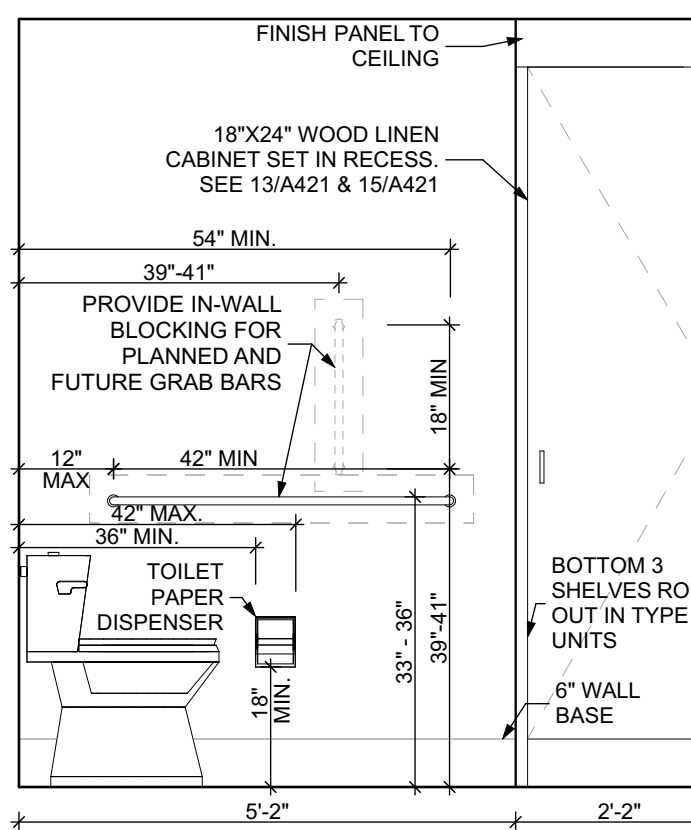 FINISH PANEL TO
CEILING
18"X24" WOOD LINEN
CABINET SET IN RECESS.
SEE 13/A421 & 15/A421
54" MIN.
39"-41"
PROVIDE IN-WALL
BLOCKING FOR
PLANNED AND
FUTURE GRAB BARS
18" MIN
12"
MAX
42" MIN
42" MAX.
36" MIN.
TOILET
PAPER
DISPENSER
33" - 36"
39"-41"
18"
MIN.
BOTTOM 3
SHELVES RO
OUT IN TYPE
UNITS
6" WALL
BASE
5'-2"
2'-2"